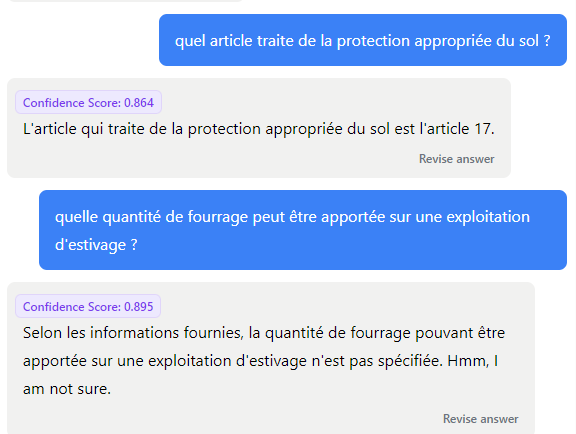 quel article traite de la protection appropriée du sol ?
Confidence Score: 0.864
L'article qui traite de la protection appropriée du sol est l'article 17.
Revise answer
quelle quantité de fourrage peut être apportée sur une exploitation
d'estivage ?
Confidence Score: 0.895
Selon les informations fournies, la quantité de fourrage pouvant être
apportée sur une exploitation d'estivage n'est pas spécifiée. Hmm, I
am not sure.
Revise answer